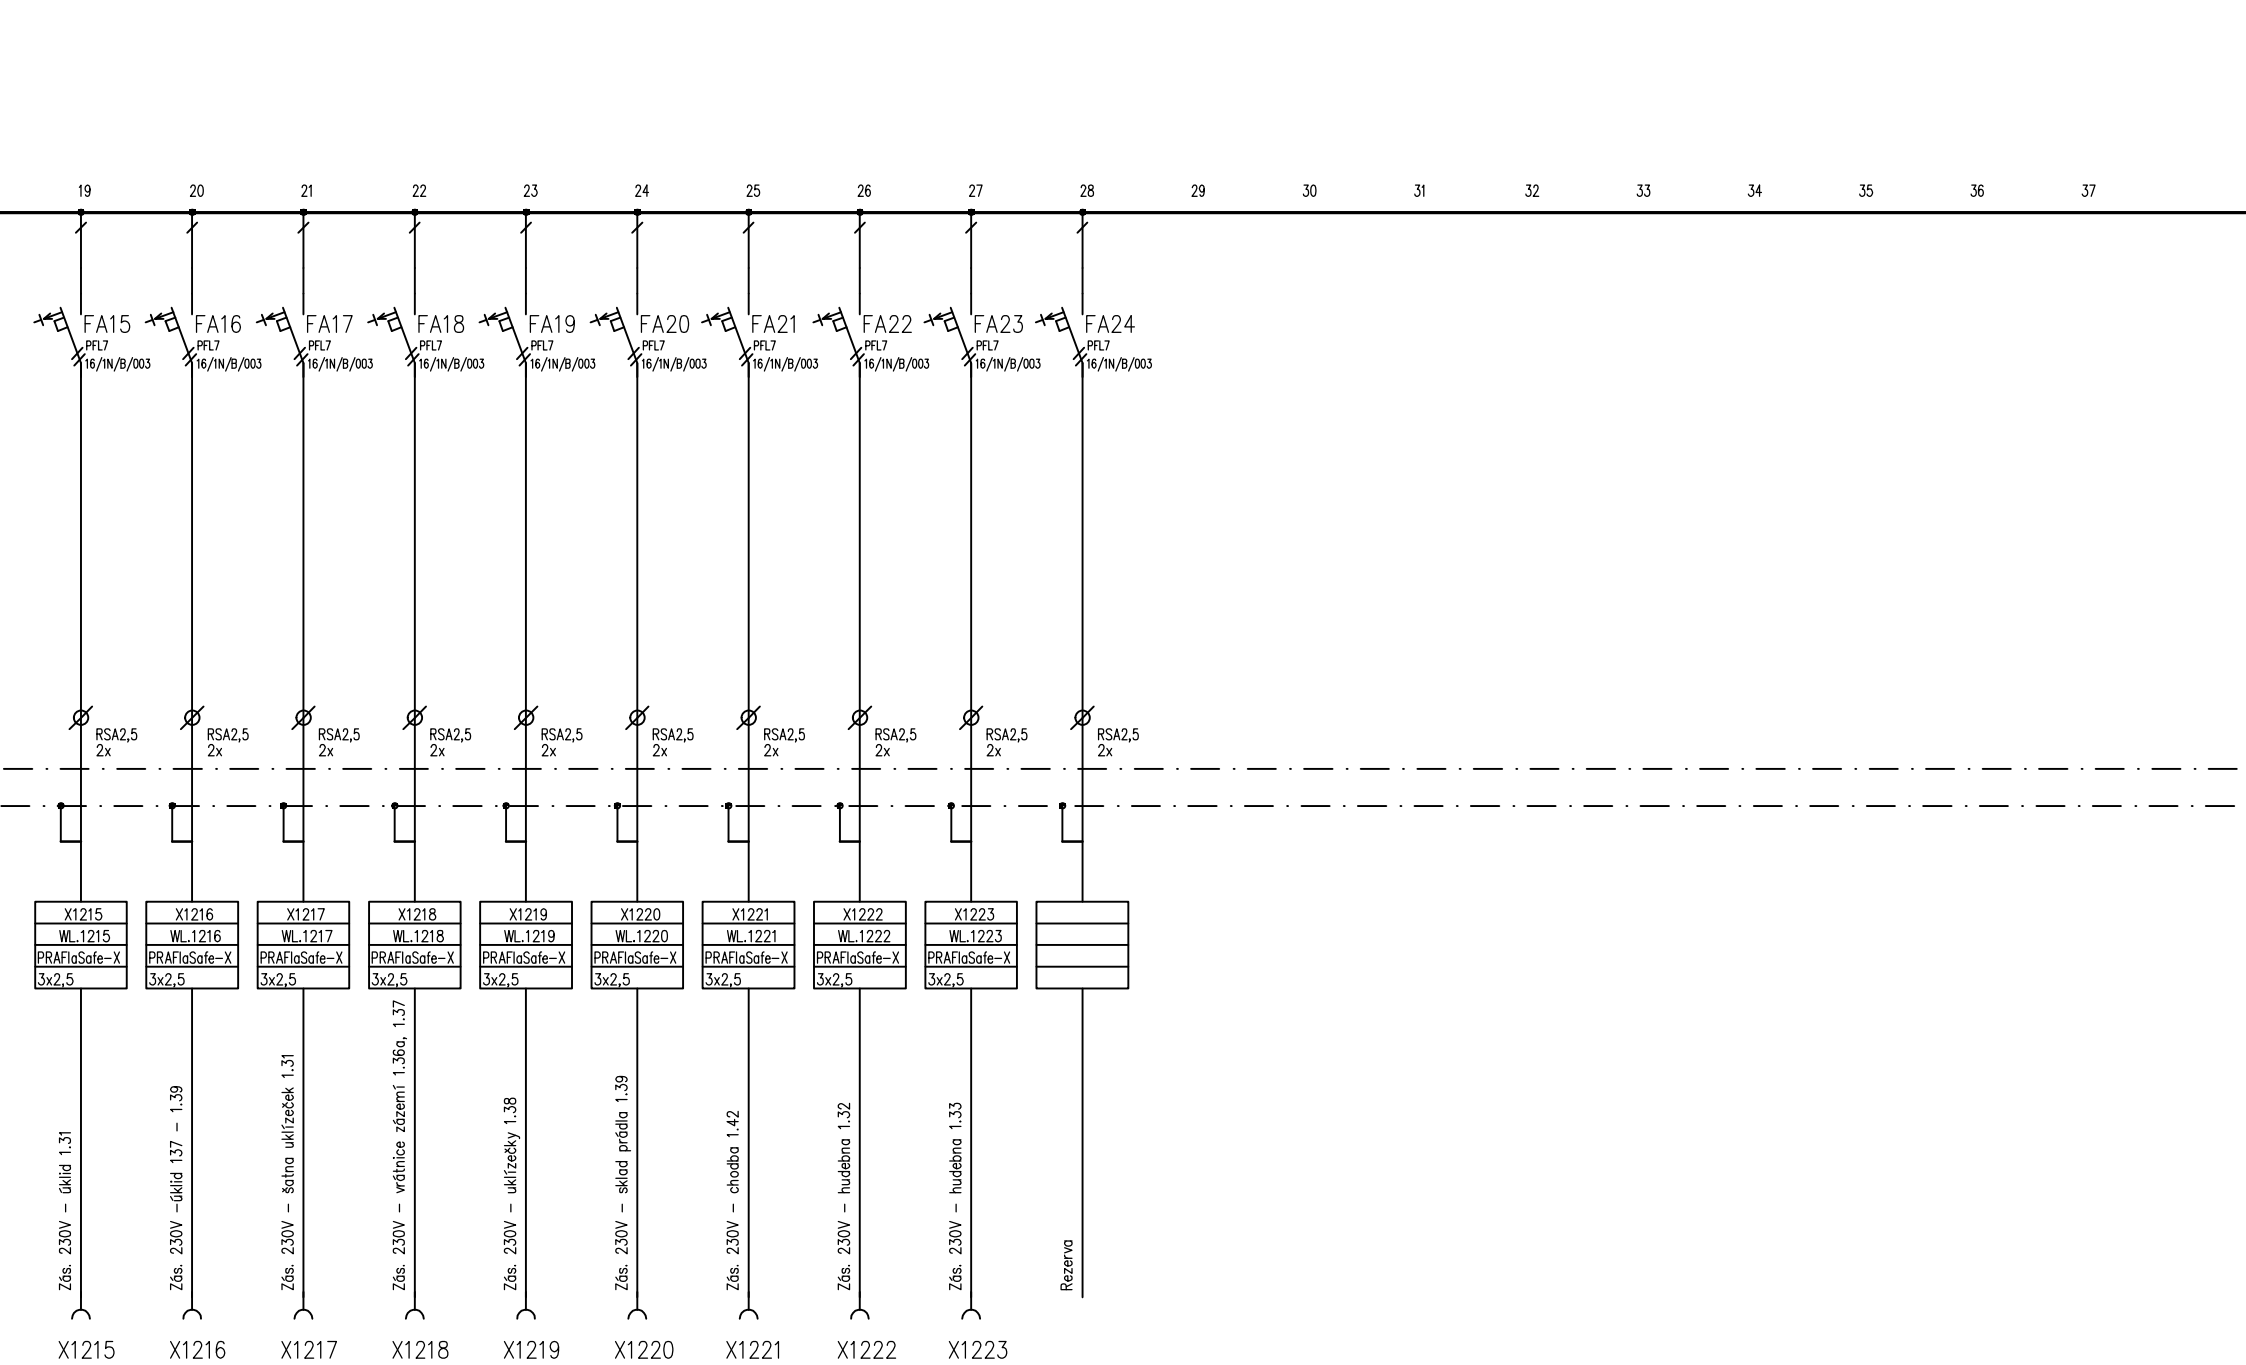 19 20 21 22 23 24 25 26 27 28 29 30 31 32 33 34 35 36 37
FA15 FA16 FA17 FA18 FA19 FA20 FA21 FA22 FA23 FA24
PFL7 PFL7 PFL7 PFL7 PFL7 PFL7 PFL7 PFL7 PFL7 PFL7
16/1N/B/003 16/1N/B/003 16/1N/B/003 16/1N/B/003 16/1N/B/003 16/1N/B/003 16/1N/B/003 16/1N/B/003 16/1N/B/003 16/1N/B/003
RSA2,5 RSA2,5 RSA2,5 RSA2,5 RSA2,5 RSA2,5 RSA2,5 RSA2,5 RSA2,5 RSA2,5
2x 2x 2x 2x 2x 2x 2x 2x 2x 2x
X1215 X1216 X1217 X1218 X1219 X1220 X1221 X1222 X1223
WL.1215 WL.1216 WL.1217 WL.1218 WL.1219 WL.1220 WL.1221 WL.1222 WL.1223
PRAFlaSafe-X PRAFlaSafe-X PRAFlaSafe-X PRAFlaSafe-X PRAFlaSafe-X PRAFlaSafe-X PRAFlaSafe-X PRAFlaSafe-X PRAFlaSafe-X
3x2,5 3x2,5 3x2,5 3x2,5 3x2,5 3x2,5 3x2,5 3x2,5 3x2,5
Zás. 230V - úklid 1.31
Zás. 230V -úklid 137 - 1.39
Zás. 230V - šatna uklízeček 1.31
Zás. 230V - vrátnice zázemí 1.36a, 1.37
Zás. 230V - uklízečky 1.38
Zás. 230V - sklad prádla 1.39
Zás. 230V - chodba 1.42
Zás. 230V - hudebna 1.32
Zás. 230V - hudebna 1.33
Rezerva
X1215 X1216 X1217 X1218 X1219 X1220 X1221 X1222 X1223